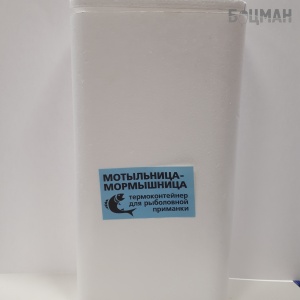 БОЦМАН
МОТЫЛЬНИЦА-
МОРМЫШНИЦА
термоконтейнер
для рыболовной
приманки